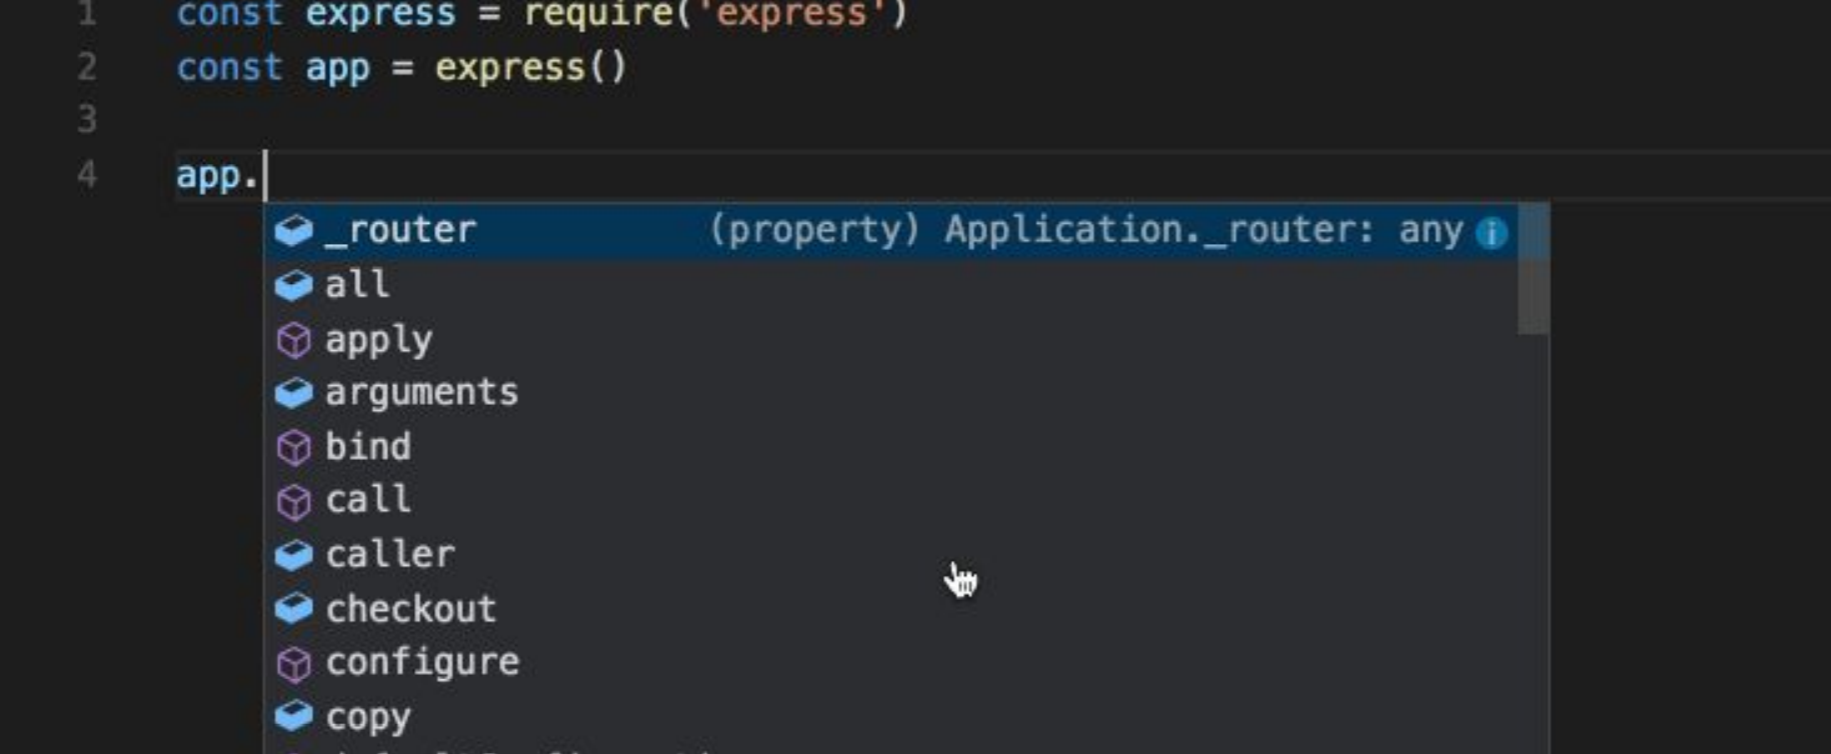 1 const express = require('express')
2 const app = express()
3
4 app.
_router (property) Application._router: any
all
apply
arguments
bind
call
caller
checkout
configure
copy